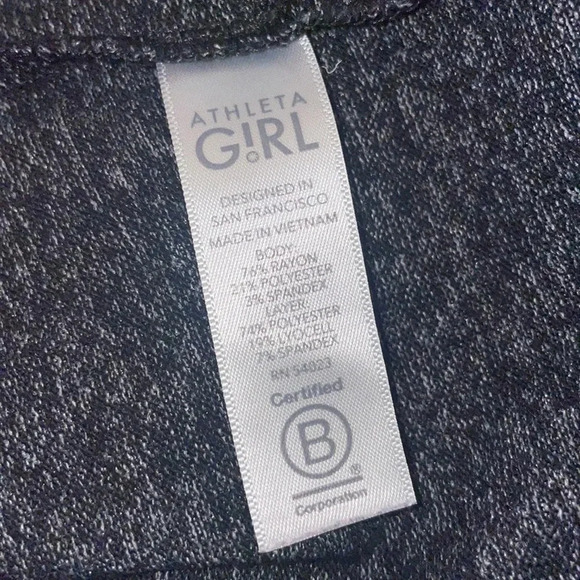 ATHLETA
G!RL
DESIGNED IN
SAN FRANCISCO
MADE IN VIETNAM
BODY:
76% RAYON
21% POLYESTER
3% SPANDEX
LAYER:
74% POLYESTER
19% LYOCELL
7% SPANDEX
RN 54023
Certified
B
®
Corporation